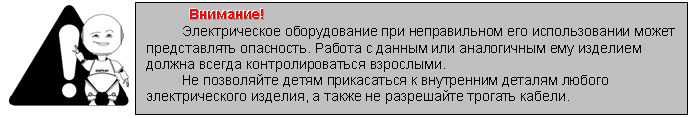 Внимание!
Электрическое оборудование при неправильном его использовании может
представлять опасность. Работа с данным или аналогичным ему изделием
должна всегда контролироваться взрослыми.
Не позволяйте детям прикасаться к внутренним деталям любого
электрического изделия, а также не разрешайте трогать кабели.